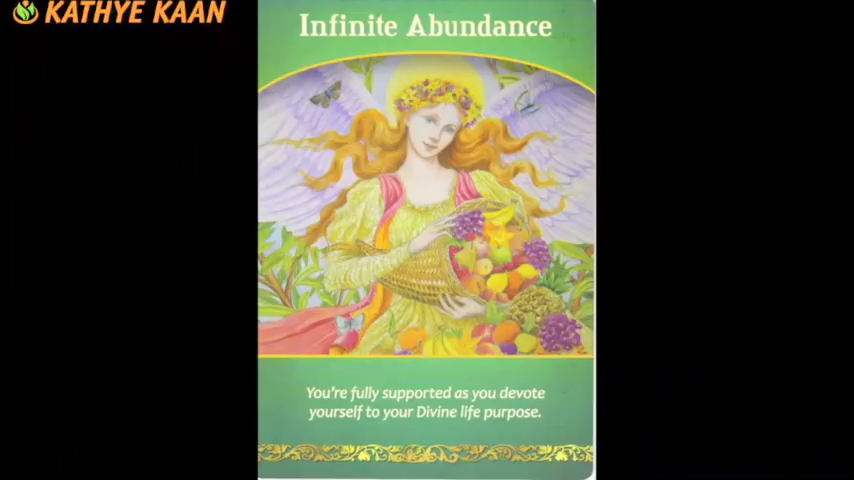 KATHYE KAAN
Infinite Abundance
You're fully supported as you devote
yourself to your Divine life purpose.